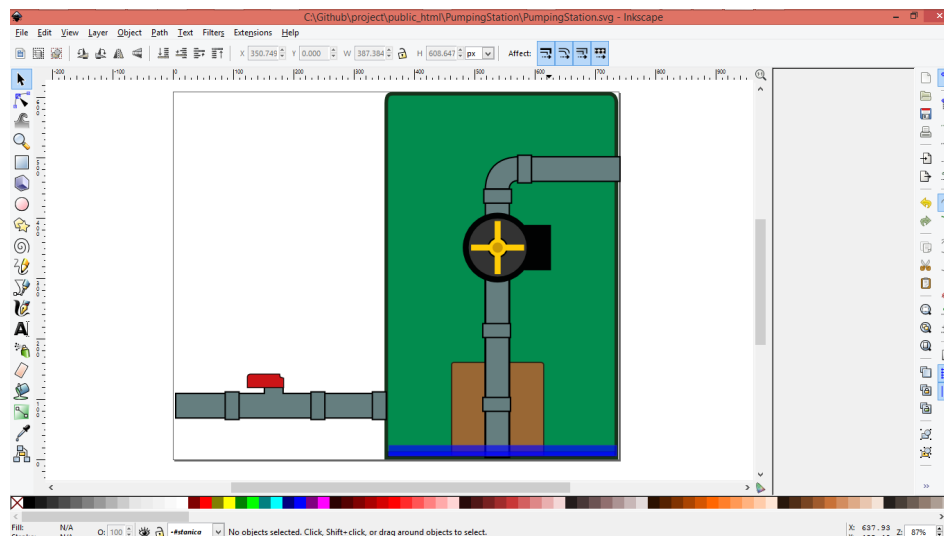 C:\Github\project\public_html\PumpingStation\PumpingStation.svg - Inkscape
File Edit View Layer Object Path Text Filters Extensions Help
X 350.749 Y 0.000 W 387.384 H 608.647 px Affect:
Fill: N/A O: 100 -#stanica No objects selected. Click, Shift+click, or drag around objects to select. X: 637.93 Z: 87%
N/A